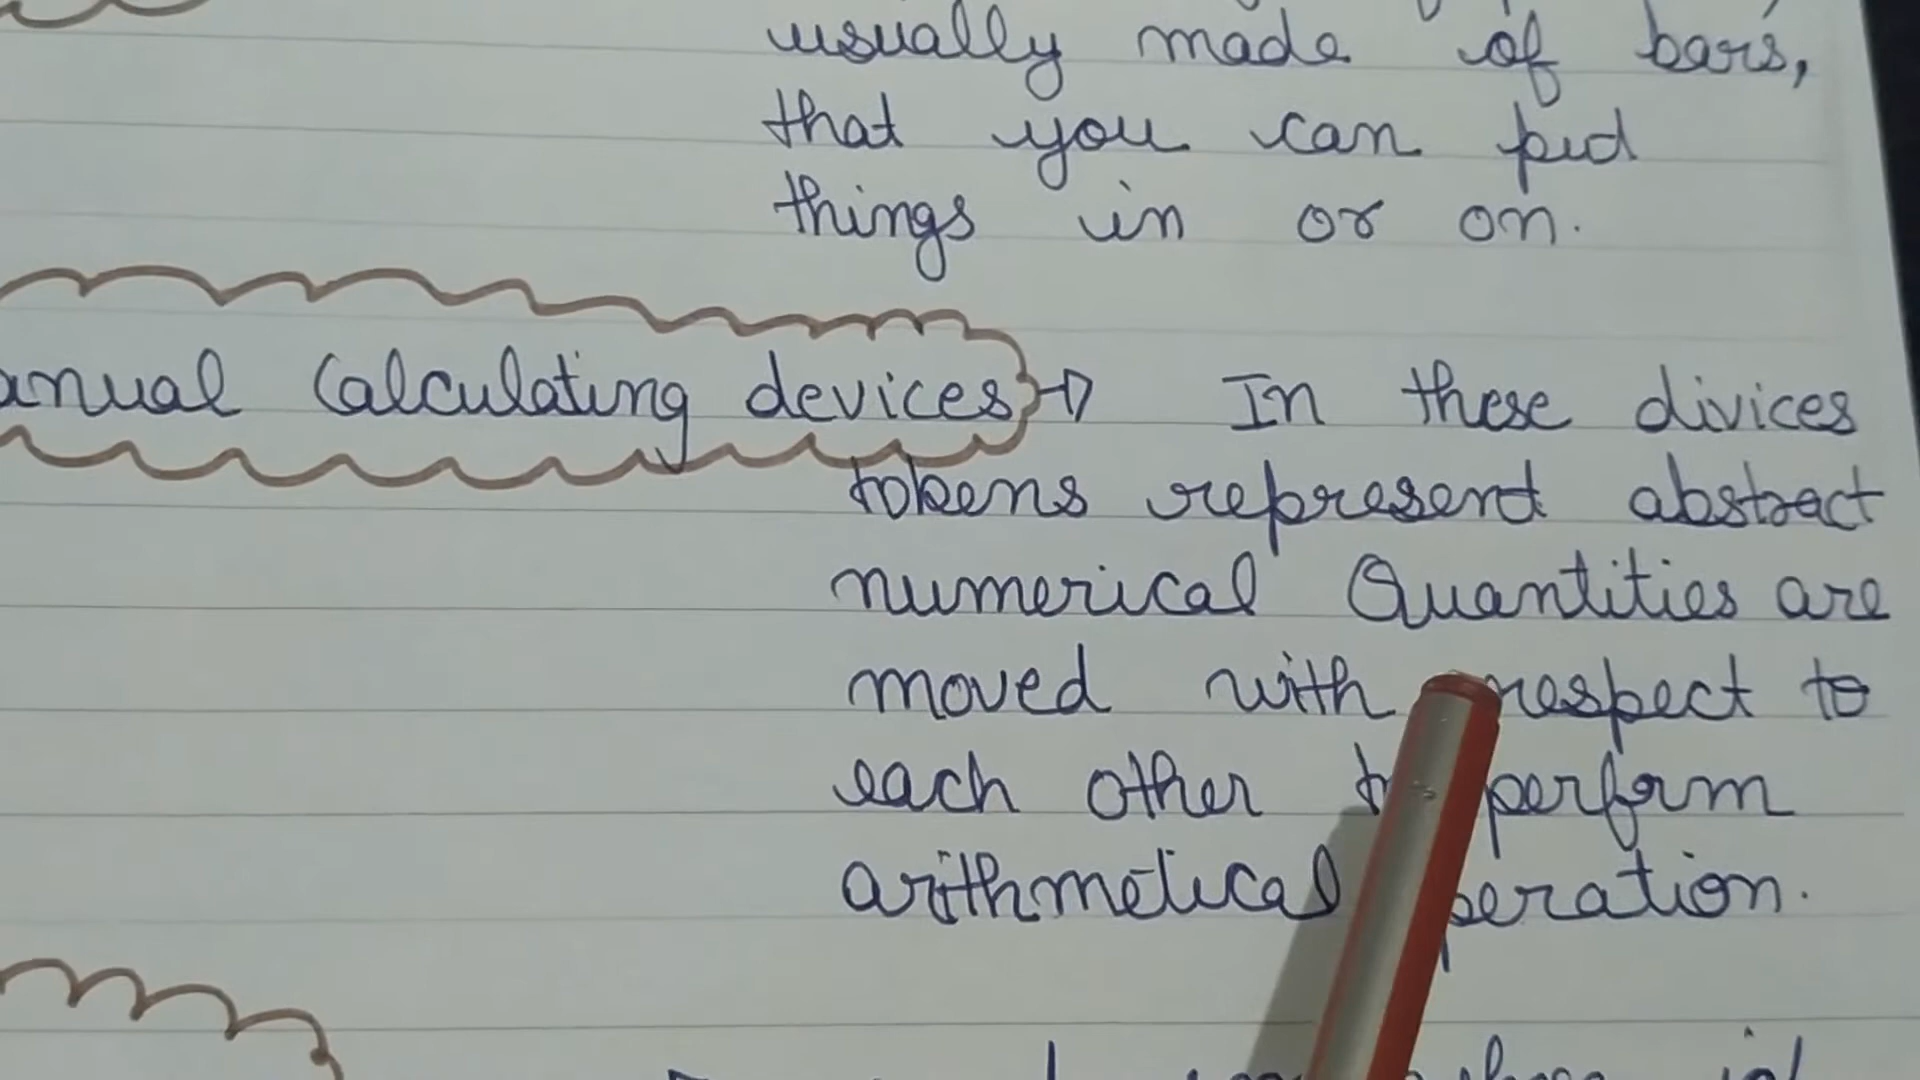 usually made of bars,
that you can put
things in or on.
anual Calculating devices → In these divices
tokens represent abstract
numerical Quantities are
moved with respect to
each other perform
arithmetical peration.